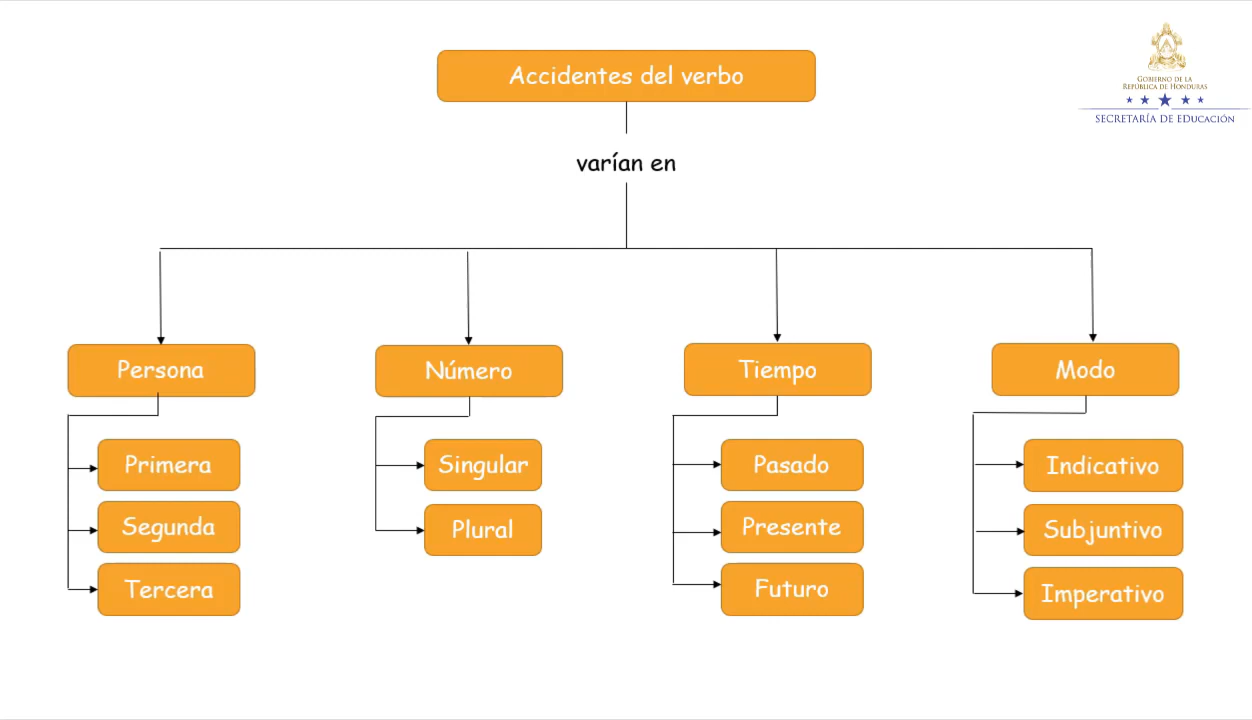 Accidentes del verbo
GOBIERNO DE LA
REPÚBLICA DE HONDURAS
SECRETARÍA DE EDUCACIÓN
varían en
Persona
Número
Tiempo
Modo
Primera
Segunda
Tercera
Singular
Plural
Pasado
Presente
Futuro
Indicativo
Subjuntivo
Imperativo